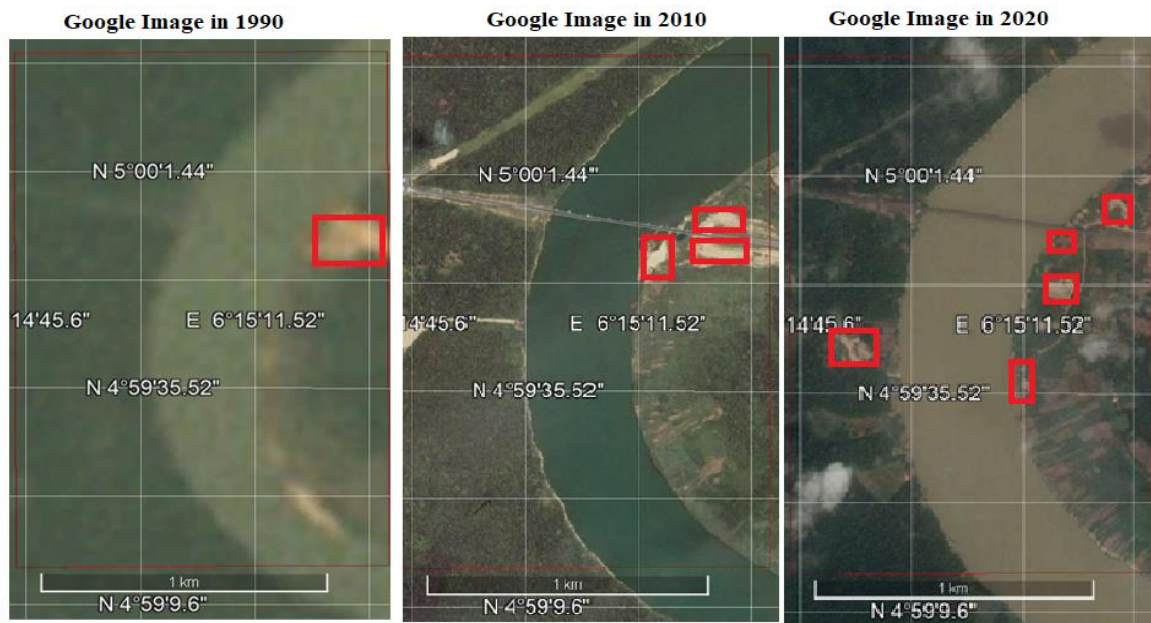 Google Image in 1990
Google Image in 2010
Google Image in 2020
N 5°00'1.44"
14'45.6"
E 6°15'11.52"
N 4°59'35.52"
1 km
N 4°59'9.6"
N 5°00'1.44"
14'45.6"
E 6°15'11.52"
N 4°59'35.52"
1 km
N 4°59'9.6"
N 5°00'1.44"
14'45.6"
E 6°15'11.52"
N 4°59'35.52"
1 km
N 4°59'9.6"